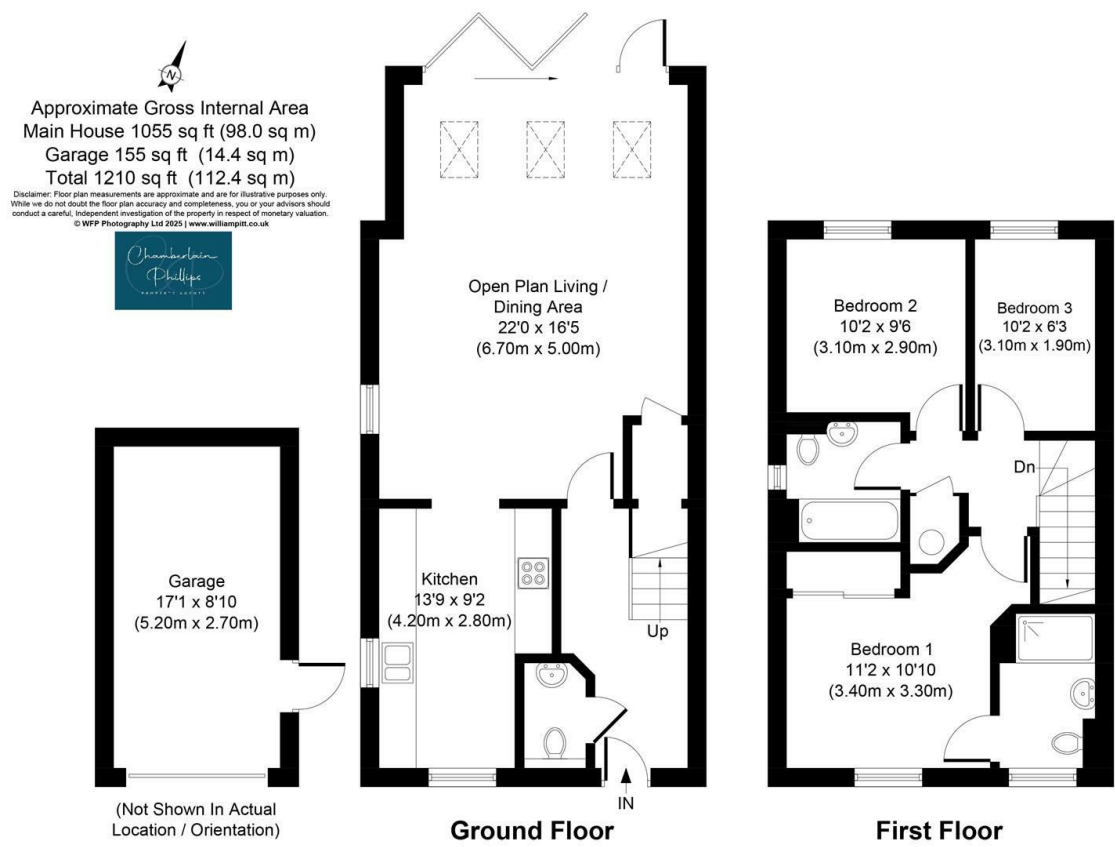 N
Approximate Gross Internal Area
Main House 1055 sq ft (98.0 sq m)
Garage 155 sq ft (14.4 sq m)
Total 1210 sq ft (112.4 sq m)
Disclaimer: Floor plan measurements are approximate and are for illustrative purposes only.
While we do not doubt the floor plan accuracy and completeness, you or your advisors should
conduct a careful, Independent investigation of the property in respect of monetary valuation.
© WFP Photography Ltd 2025 | www.williampitt.co.uk
Chamberlain
Phillips
PROPERTY AGENTS
Open Plan Living /
Dining Area
22'0 x 16'5
(6.70m x 5.00m)
Kitchen
13'9 x 9'2
(4.20m x 2.80m)
Up
IN
Ground Floor
Garage
17'1 x 8'10
(5.20m x 2.70m)
(Not Shown In Actual
Location / Orientation)
Bedroom 2
10'2 x 9'6
(3.10m x 2.90m)
Bedroom 3
10'2 x 6'3
(3.10m x 1.90m)
Dn
Bedroom 1
11'2 x 10'10
(3.40m x 3.30m)
First Floor